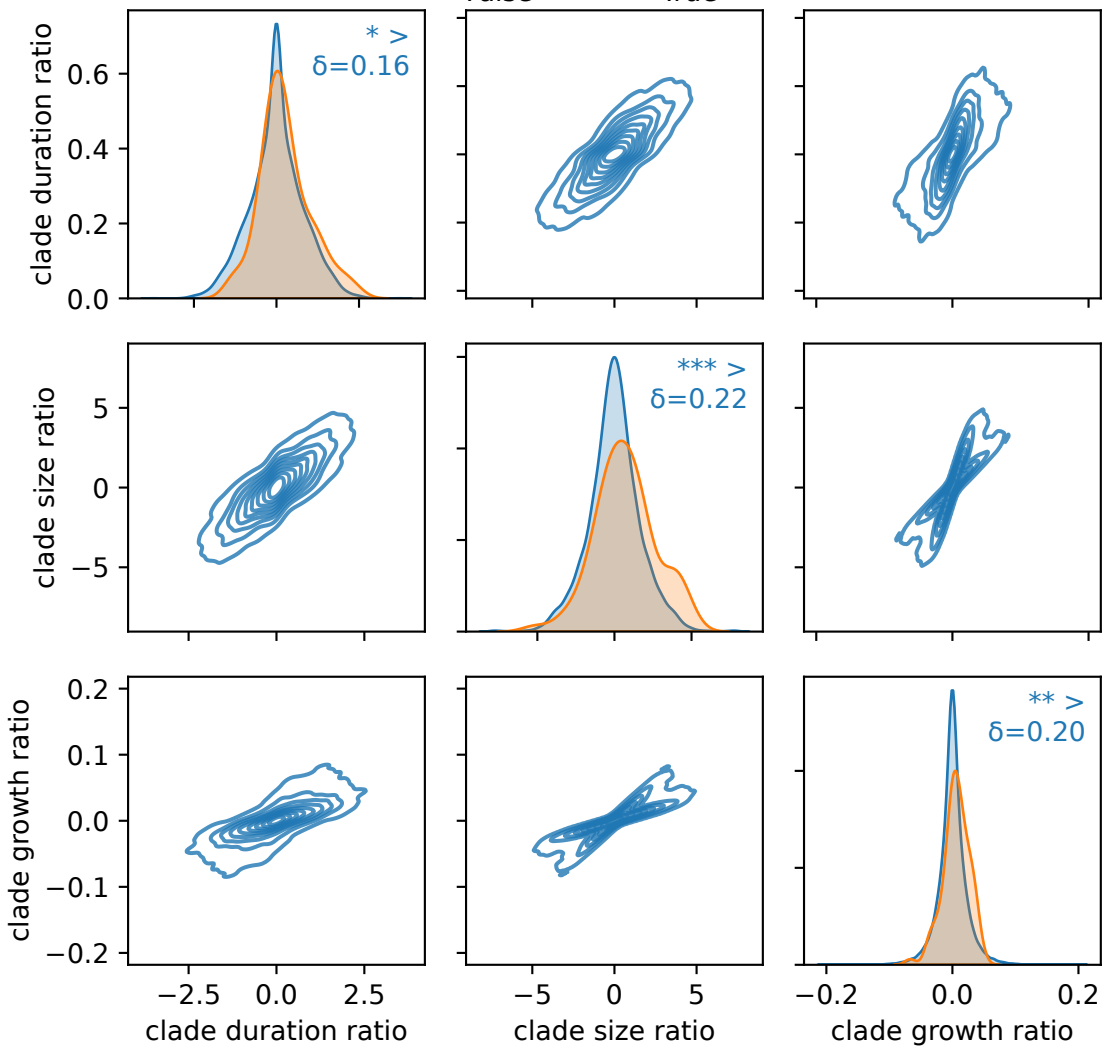 clade duration ratio
0.6
0.4
0.2
0.0
* >
δ=0.16
clade size ratio
5
0
−5
*** >
δ=0.22
clade growth ratio
0.2
0.1
0.0
−0.1
−0.2
** >
δ=0.20
−2.5 0.0 2.5
−5 0 5
−0.2 0.0 0.2
clade duration ratio
clade size ratio
clade growth ratio